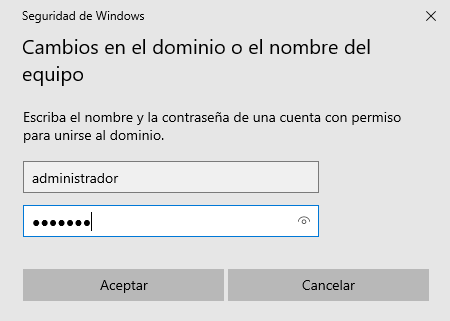 Seguridad de Windows
Cambios en el dominio o el nombre del
equipo
Escriba el nombre y la contraseña de una cuenta con permiso
para unirse al dominio.
administrador
●●●●●●●
Aceptar
Cancelar